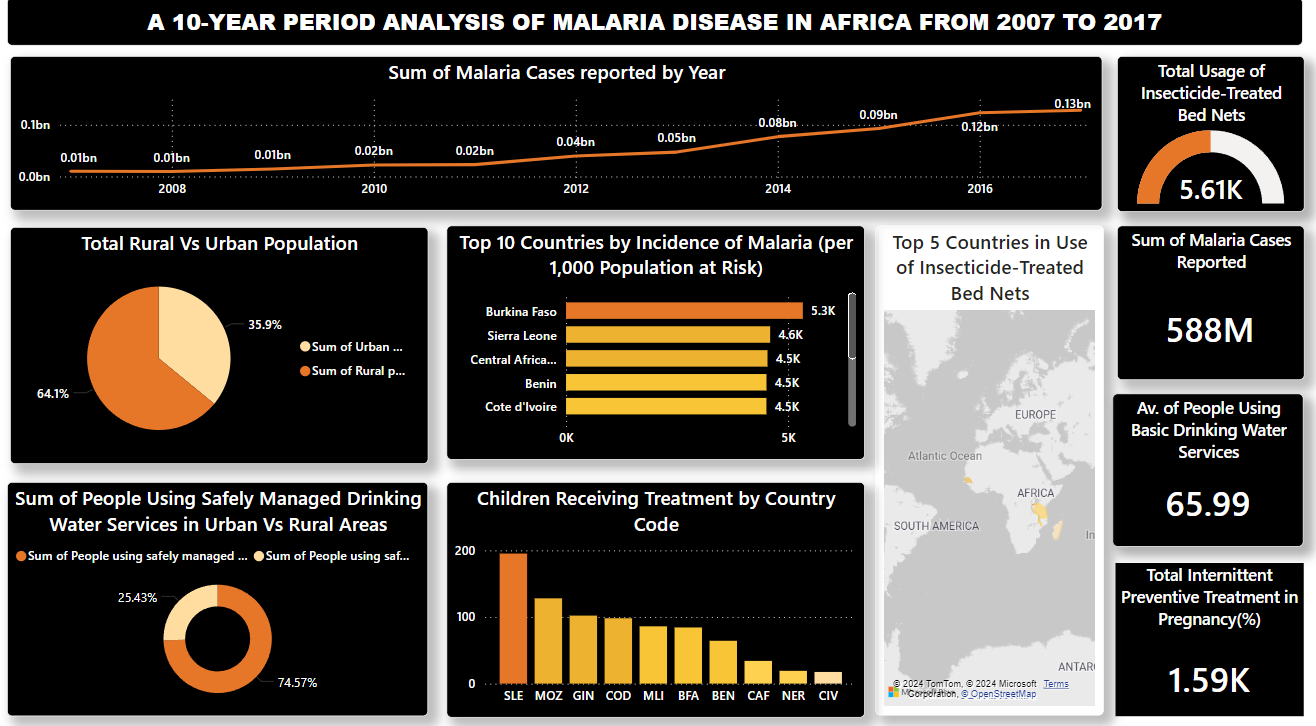 A 10-YEAR PERIOD ANALYSIS OF MALARIA DISEASE IN AFRICA FROM 2007 TO 2017
Sum of Malaria Cases reported by Year
0.1bn
0.0bn
0.01bn
0.01bn
0.01bn
0.02bn
0.02bn
0.04bn
0.05bn
0.08bn
0.09bn
0.12bn
0.13bn
2008
2010
2012
2014
2016
Total Usage of
Insecticide-Treated
Bed Nets
5.61K
Total Rural Vs Urban Population
35.9%
64.1%
Sum of Urban ...
Sum of Rural p...
Top 10 Countries by Incidence of Malaria (per
1,000 Population at Risk)
Burkina Faso
5.3K
Sierra Leone
4.6K
Central Africa...
4.5K
Benin
4.5K
Cote d'Ivoire
4.5K
0K
5K
Top 5 Countries in Use
of Insecticide-Treated
Bed Nets
EUROPE
Atlantic Ocean
AFRICA
SOUTH AMERICA
In
ANTAR
© 2024 TomTom, © 2024 Microsoft Terms
Corporation, © OpenStreetMap
Sum of Malaria Cases
Reported
588M
Av. of People Using
Basic Drinking Water
Services
65.99
Sum of People Using Safely Managed Drinking
Water Services in Urban Vs Rural Areas
Sum of People using safely managed ...
Sum of People using saf...
25.43%
74.57%
Children Receiving Treatment by Country
Code
200
100
0
SLE
MOZ
GIN
COD
MLI
BFA
BEN
CAF
NER
CIV
Total Internittent
Preventive Treatment in
Pregnancy(%)
1.59K